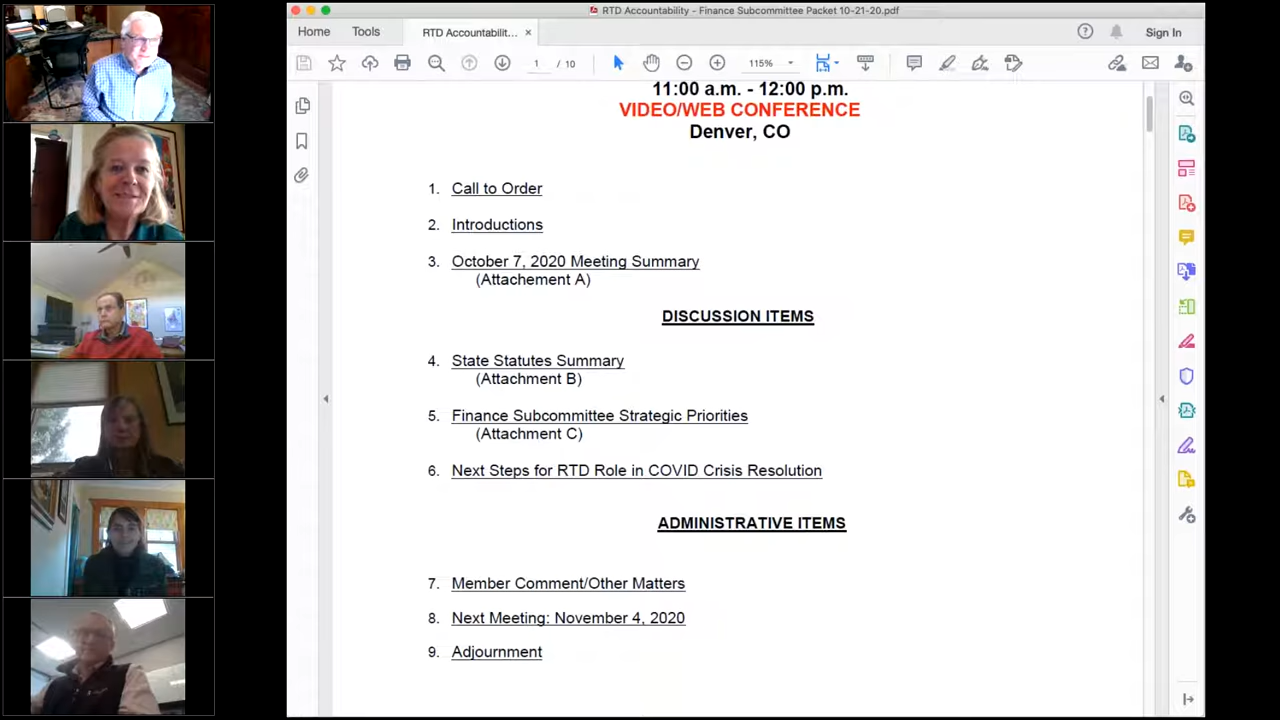 RTD Accountability - Finance Subcommittee Packet 10-21-20.pdf
Home
Tools
RTD Accountabilit...
Sign In
1 / 10
115%
11:00 a.m. - 12:00 p.m.
VIDEO/WEB CONFERENCE
Denver, CO
1. Call to Order
2. Introductions
3. October 7, 2020 Meeting Summary
(Attachement A)
DISCUSSION ITEMS
4. State Statutes Summary
(Attachment B)
5. Finance Subcommittee Strategic Priorities
(Attachment C)
6. Next Steps for RTD Role in COVID Crisis Resolution
ADMINISTRATIVE ITEMS
7. Member Comment/Other Matters
8. Next Meeting: November 4, 2020
9. Adjournment